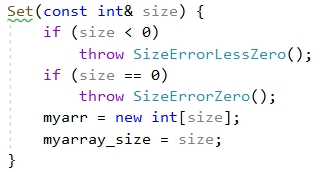 Set(const int& size) {
    if (size < 0)
        throw SizeErrorLessZero();
    if (size == 0)
        throw SizeErrorZero();
    myarr = new int[size];
    myarray_size = size;
}